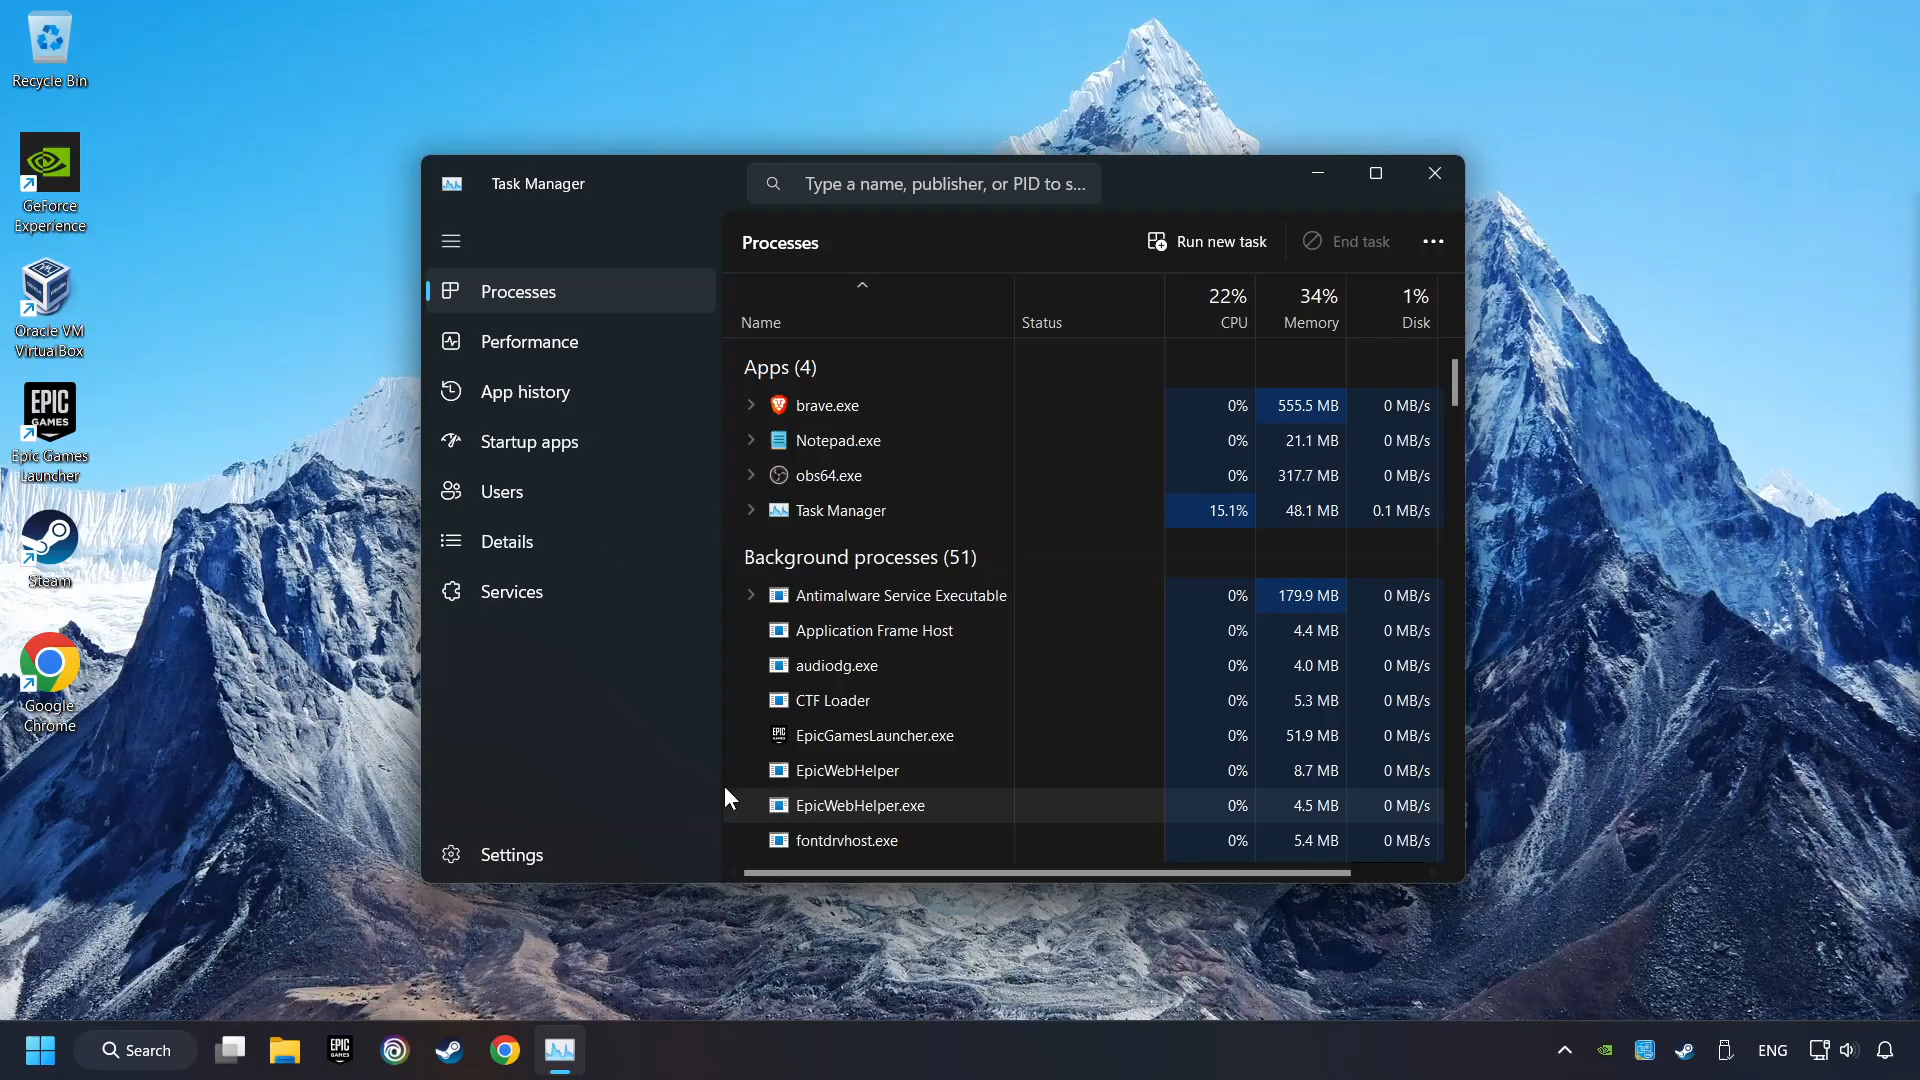 Recycle Bin
GeForce
Experience
Oracle VM
VirtualBox
EPIC
GAMES
Epic Games
Launcher
Steam
Google
Chrome
Task Manager
Type a name, publisher, or PID to s...
Processes
Performance
App history
Startup apps
Users
Details
Services
Settings
Processes
Run new task
End task
22% 34% 1%
Name Status CPU Memory Disk
Apps (4)
brave.exe 0% 555.5 MB 0 MB/s
Notepad.exe 0% 21.1 MB 0 MB/s
obs64.exe 0% 317.7 MB 0 MB/s
Task Manager 15.1% 48.1 MB 0.1 MB/s
Background processes (51)
Antimalware Service Executable 0% 179.9 MB 0 MB/s
Application Frame Host 0% 4.4 MB 0 MB/s
audiodg.exe 0% 4.0 MB 0 MB/s
CTF Loader 0% 5.3 MB 0 MB/s
EpicGamesLauncher.exe 0% 51.9 MB 0 MB/s
EpicWebHelper 0% 8.7 MB 0 MB/s
EpicWebHelper.exe 0% 4.5 MB 0 MB/s
fontdrvhost.exe 0% 5.4 MB 0 MB/s
Search
EPIC
GAMES
ENG